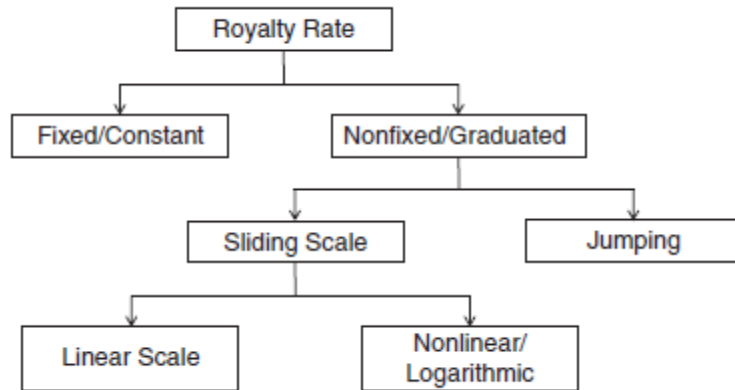 Royalty Rate
Fixed/Constant
Nonfixed/Graduated
Sliding Scale
Jumping
Linear Scale
Nonlinear/
Logarithmic